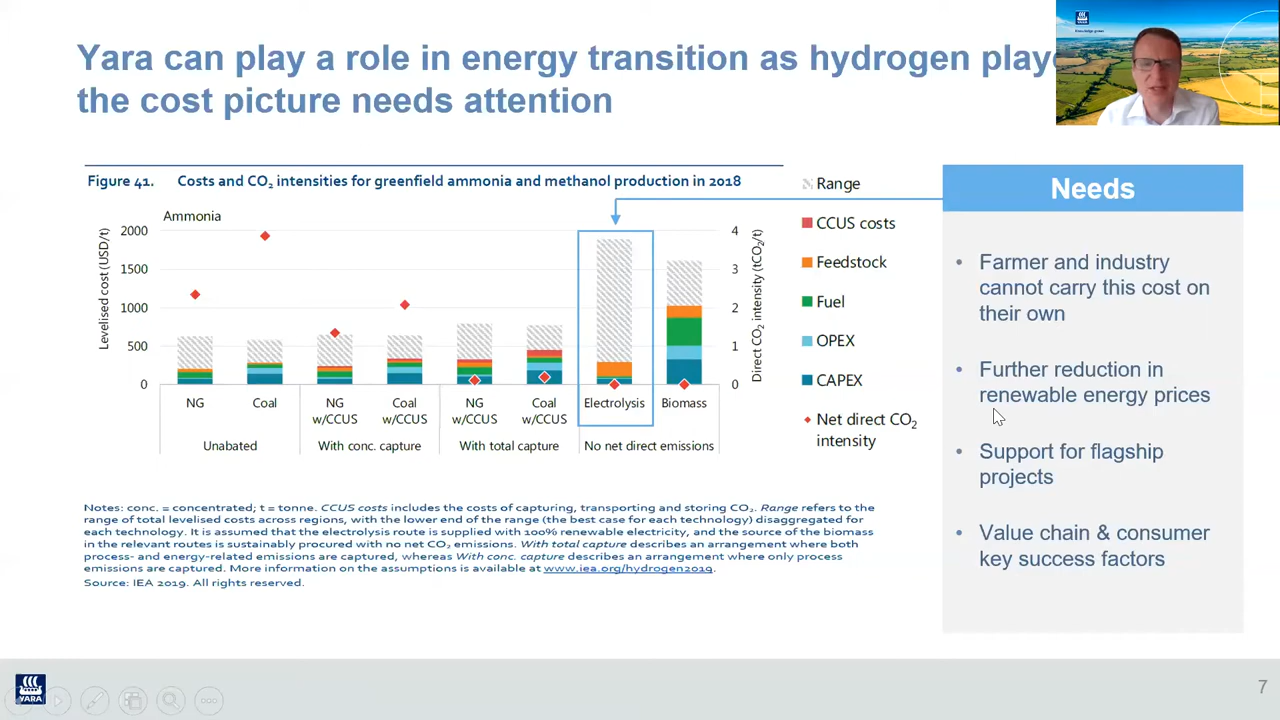 Yara can play a role in energy transition as hydrogen
the cost picture needs attention
Figure 41. Costs and CO₂ intensities for greenfield ammonia and methanol production in 2018
Ammonia
Levelised cost (USD/t)
2000
1500
1000
500
0
4
3
2
1
0
Direct CO₂ intensity (tCO₂/t)
NG
Coal
NG w/CCUS
Coal w/CCUS
NG w/CCUS
Coal w/CCUS
Electrolysis
Biomass
Unabated
With conc. capture
With total capture
No net direct emissions
Range
CCUS costs
Feedstock
Fuel
OPEX
CAPEX
Net direct CO₂
intensity
Needs
• Farmer and industry
cannot carry this cost on
their own
• Further reduction in
renewable energy prices
• Support for flagship
projects
• Value chain & consumer
key success factors
Notes: conc. = concentrated; t = tonne. CCUS costs includes the costs of capturing, transporting and storing CO₂. Range refers to the
range of total levelised costs across regions, with the lower end of the range (the best case for each technology) disaggregated for
each technology. It is assumed that the electrolysis route is supplied with 100% renewable electricity, and the source of the biomass
in the relevant routes is sustainably procured with no net CO₂ emissions. With total capture describes an arrangement where both
process- and energy-related emissions are captured, whereas With conc. capture describes an arrangement where only process
emissions are captured. More information on the assumptions is available at www.iea.org/hydrogen2019.
Source: IEA 2019. All rights reserved.
YARA
7